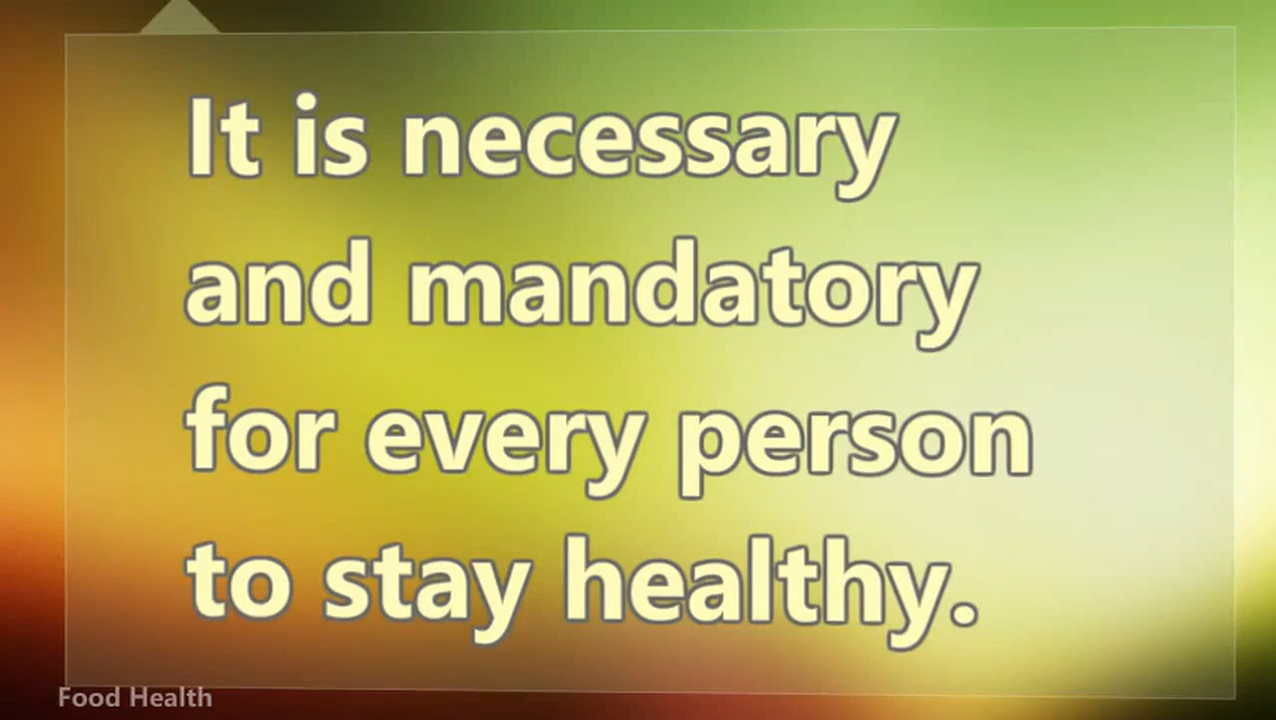 It is necessary
and mandatory
for every person
to stay healthy.
Food Health